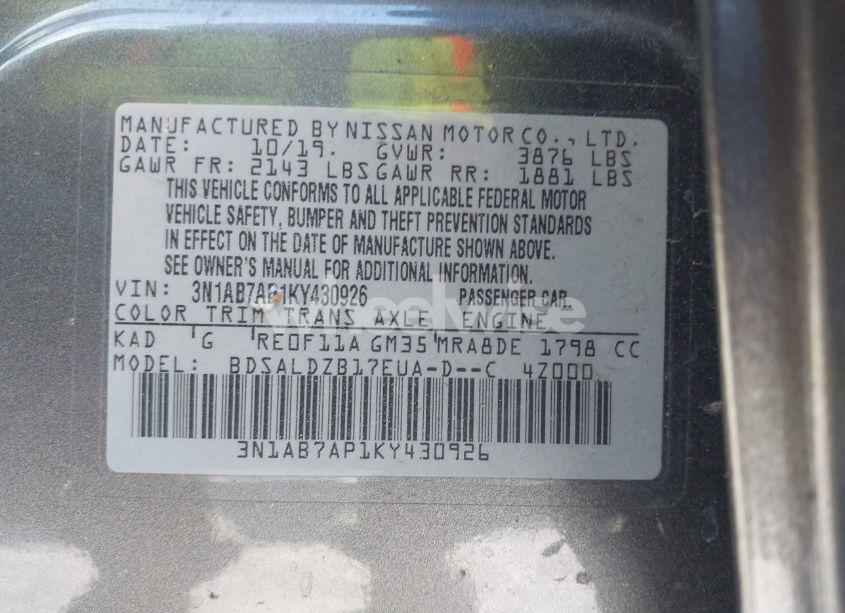 MANUFACTURED BY NISSAN MOTOR CO., LTD.
DATE: 10/19. GVWR: 3876 LBS
GAWR FR: 2143 LBS GAWR RR: 1881 LBS
THIS VEHICLE CONFORMS TO ALL APPLICABLE FEDERAL MOTOR
VEHICLE SAFETY, BUMPER AND THEFT PREVENTION STANDARDS
IN EFFECT ON THE DATE OF MANUFACTURE SHOWN ABOVE.
SEE OWNER'S MANUAL FOR ADDITIONAL INFORMATION.
VIN: 3N1AB7AP1KY430926 PASSENGER CAR.
COLOR TRIM TRANS AXLE ENGINE
KAD G RE0F11A GM35 MRA8DE 1798 CC
MODEL: BDSALDZB17EUA-D--C 4Z000
3N1AB7AP1KY430926